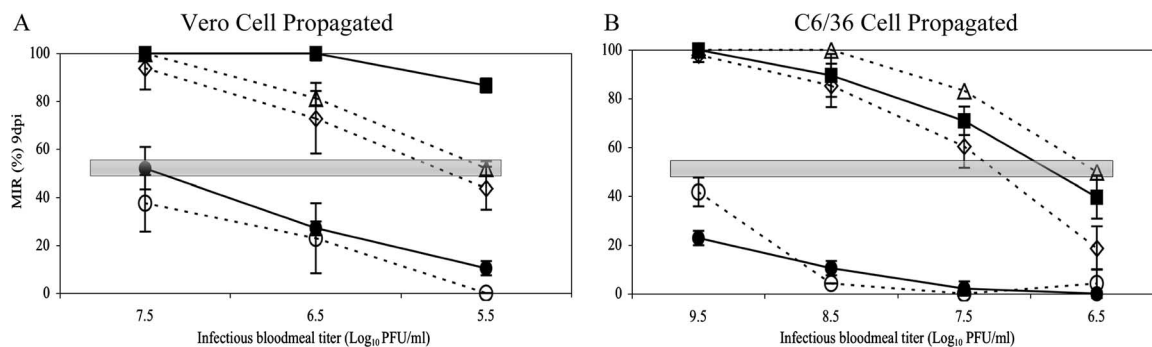 A
Vero Cell Propagated
MIR (%) 9dpi
100
80
60
40
20
0
7.5
6.5
5.5
Infectious bloodmeal titer (Log₁₀ PFU/ml)
B
C6/36 Cell Propagated
100
80
60
40
20
0
9.5
8.5
7.5
6.5
Infectious bloodmeal titer (Log₁₀ PFU/ml)